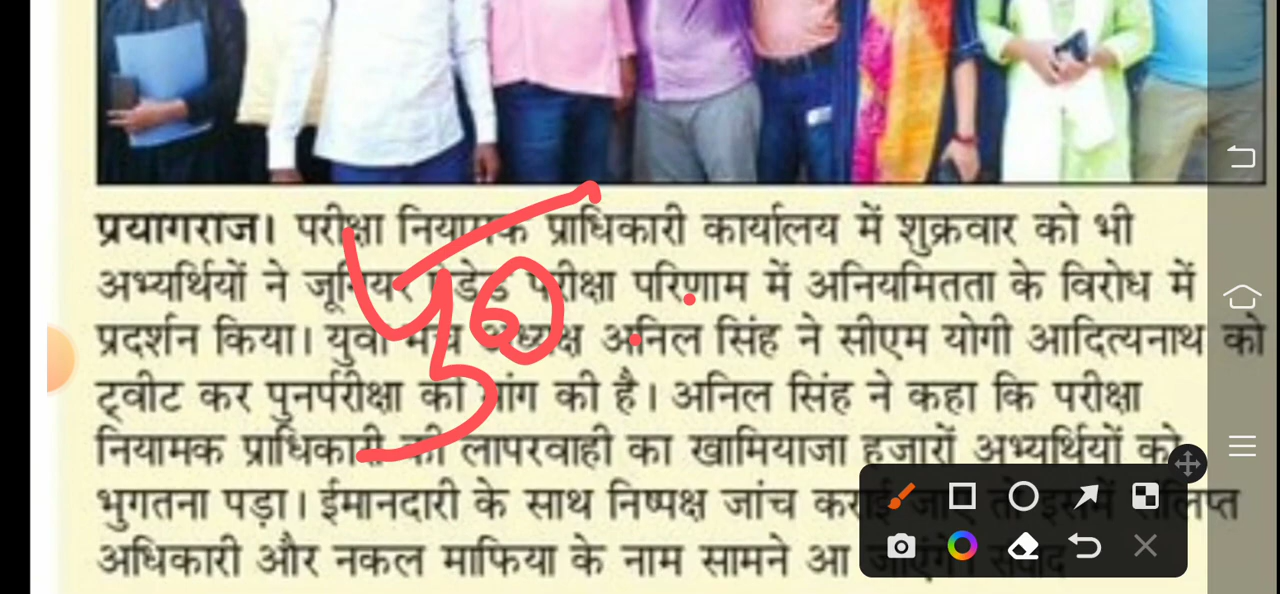 प्रयागराज। परीक्षा नियामक प्राधिकारी कार्यालय में शुक्रवार को भी
अभ्यर्थियों ने जूनियर एडेड परीक्षा परिणाम में अनियमितता के विरोध में
प्रदर्शन किया। युवा मंच अध्यक्ष अनिल सिंह ने सीएम योगी आदित्यनाथ को
ट्वीट कर पुनर्परीक्षा की मांग की है। अनिल सिंह ने कहा कि परीक्षा
नियामक प्राधिकारी की लापरवाही का खामियाजा हजारों अभ्यर्थियों को
भुगतना पड़ा। ईमानदारी के साथ निष्पक्ष जांच कराई जाए तो इसमें संलिप्त
अधिकारी और नकल माफिया के नाम सामने आ जाएंगे। संवाद